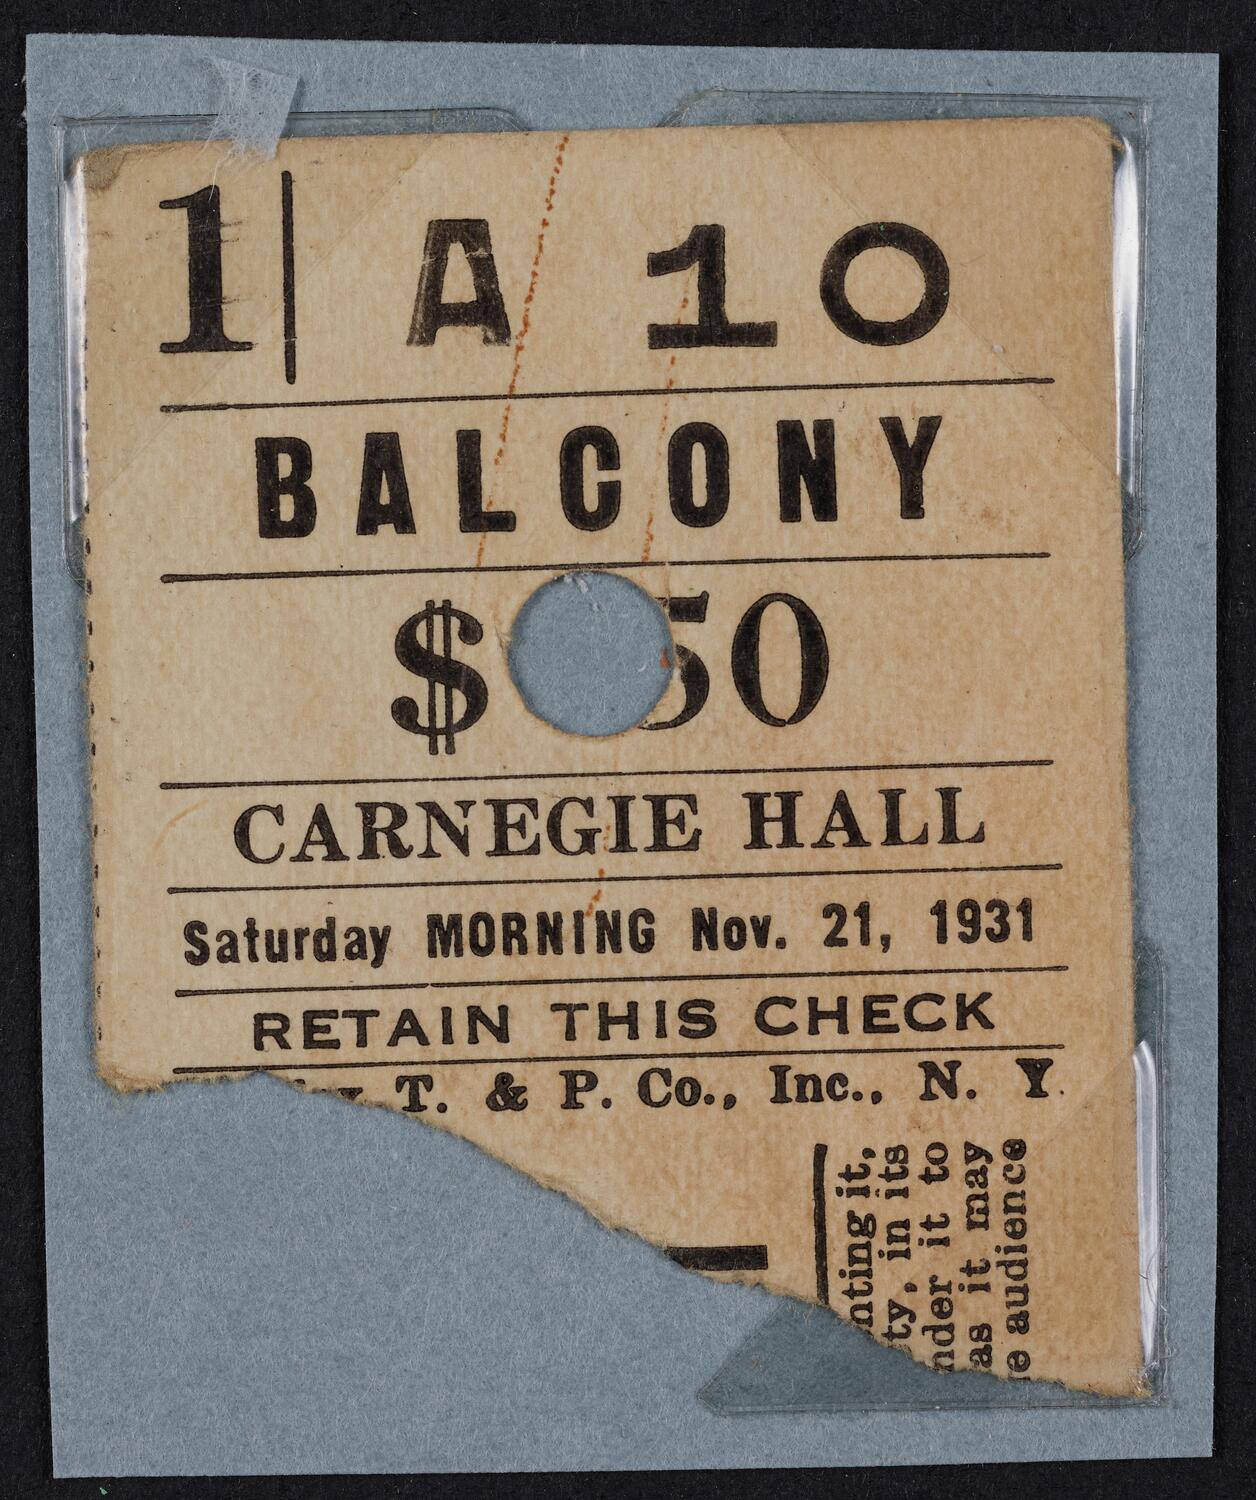 1 | A 10
BALCONY
$ 50
CARNEGIE HALL
Saturday MORNING Nov. 21, 1931
RETAIN THIS CHECK
T. & P. Co., Inc., N. Y.
nting it,
ty, in its
nder it to
as it may
e audience